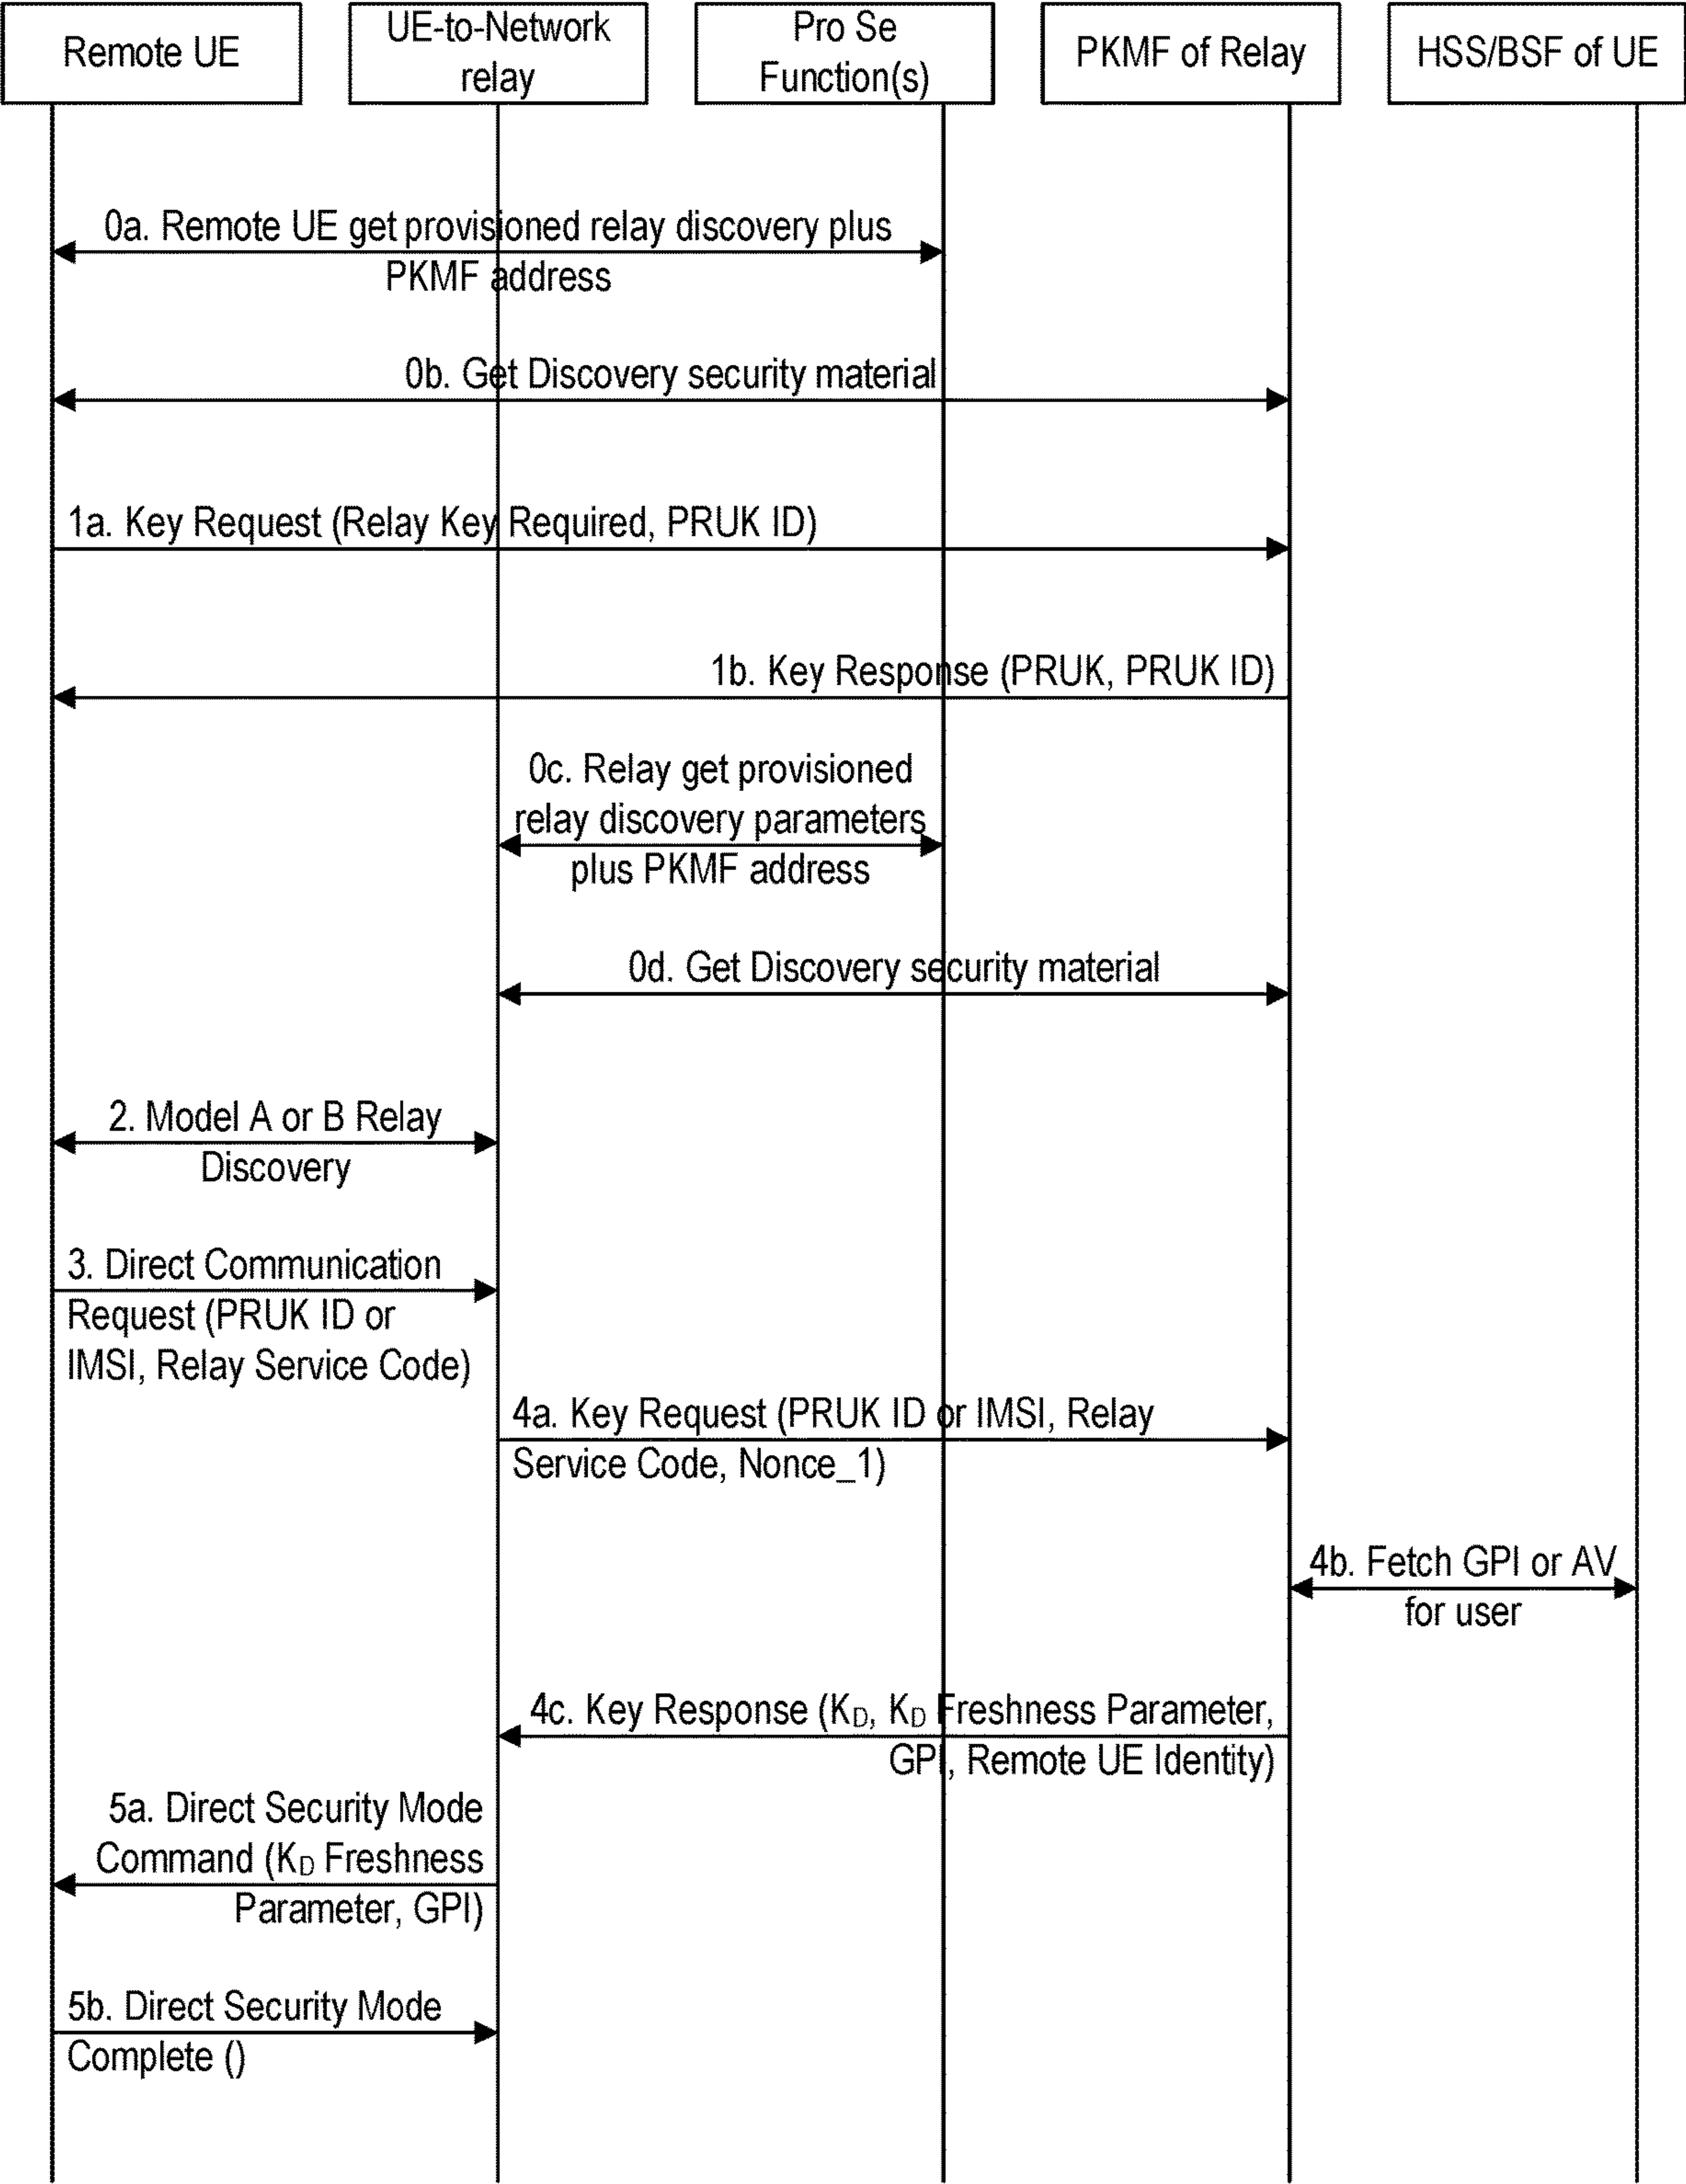 Remote UE
UE-to-Network
relay
Pro Se
Function(s)
PKMF of Relay
HSS/BSF of UE
0a. Remote UE get provisioned relay discovery plus
PKMF address
0b. Get Discovery security material
1a. Key Request (Relay Key Required, PRUK ID)
1b. Key Response (PRUK, PRUK ID)
0c. Relay get provisioned
relay discovery parameters
plus PKMF address
0d. Get Discovery security material
2. Model A or B Relay
Discovery
3. Direct Communication
Request (PRUK ID or
IMSI, Relay Service Code)
4a. Key Request (PRUK ID or IMSI, Relay
Service Code, Nonce_1)
4b. Fetch GPI or AV
for user
4c. Key Response (KD, KD Freshness Parameter,
GPI, Remote UE Identity)
5a. Direct Security Mode
Command (KD Freshness
Parameter, GPI)
5b. Direct Security Mode
Complete ()